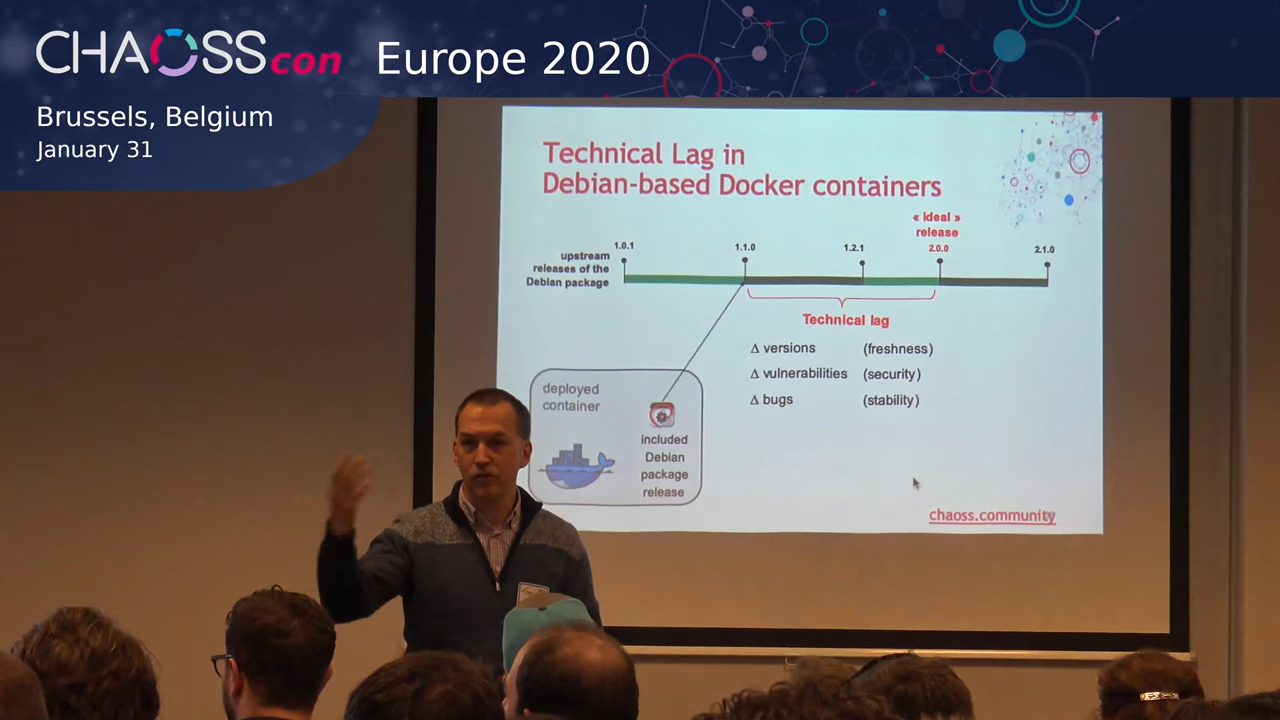 CHAOSScon Europe 2020
Brussels, Belgium
January 31
Technical Lag in
Debian-based Docker containers
« Ideal »
release
1.0.1 1.1.0 1.2.1 2.0.0 2.1.0
upstream
releases of the
Debian package
Technical lag
Δ versions (freshness)
Δ vulnerabilities (security)
Δ bugs (stability)
deployed
container
included
Debian
package
release
chaoss.community